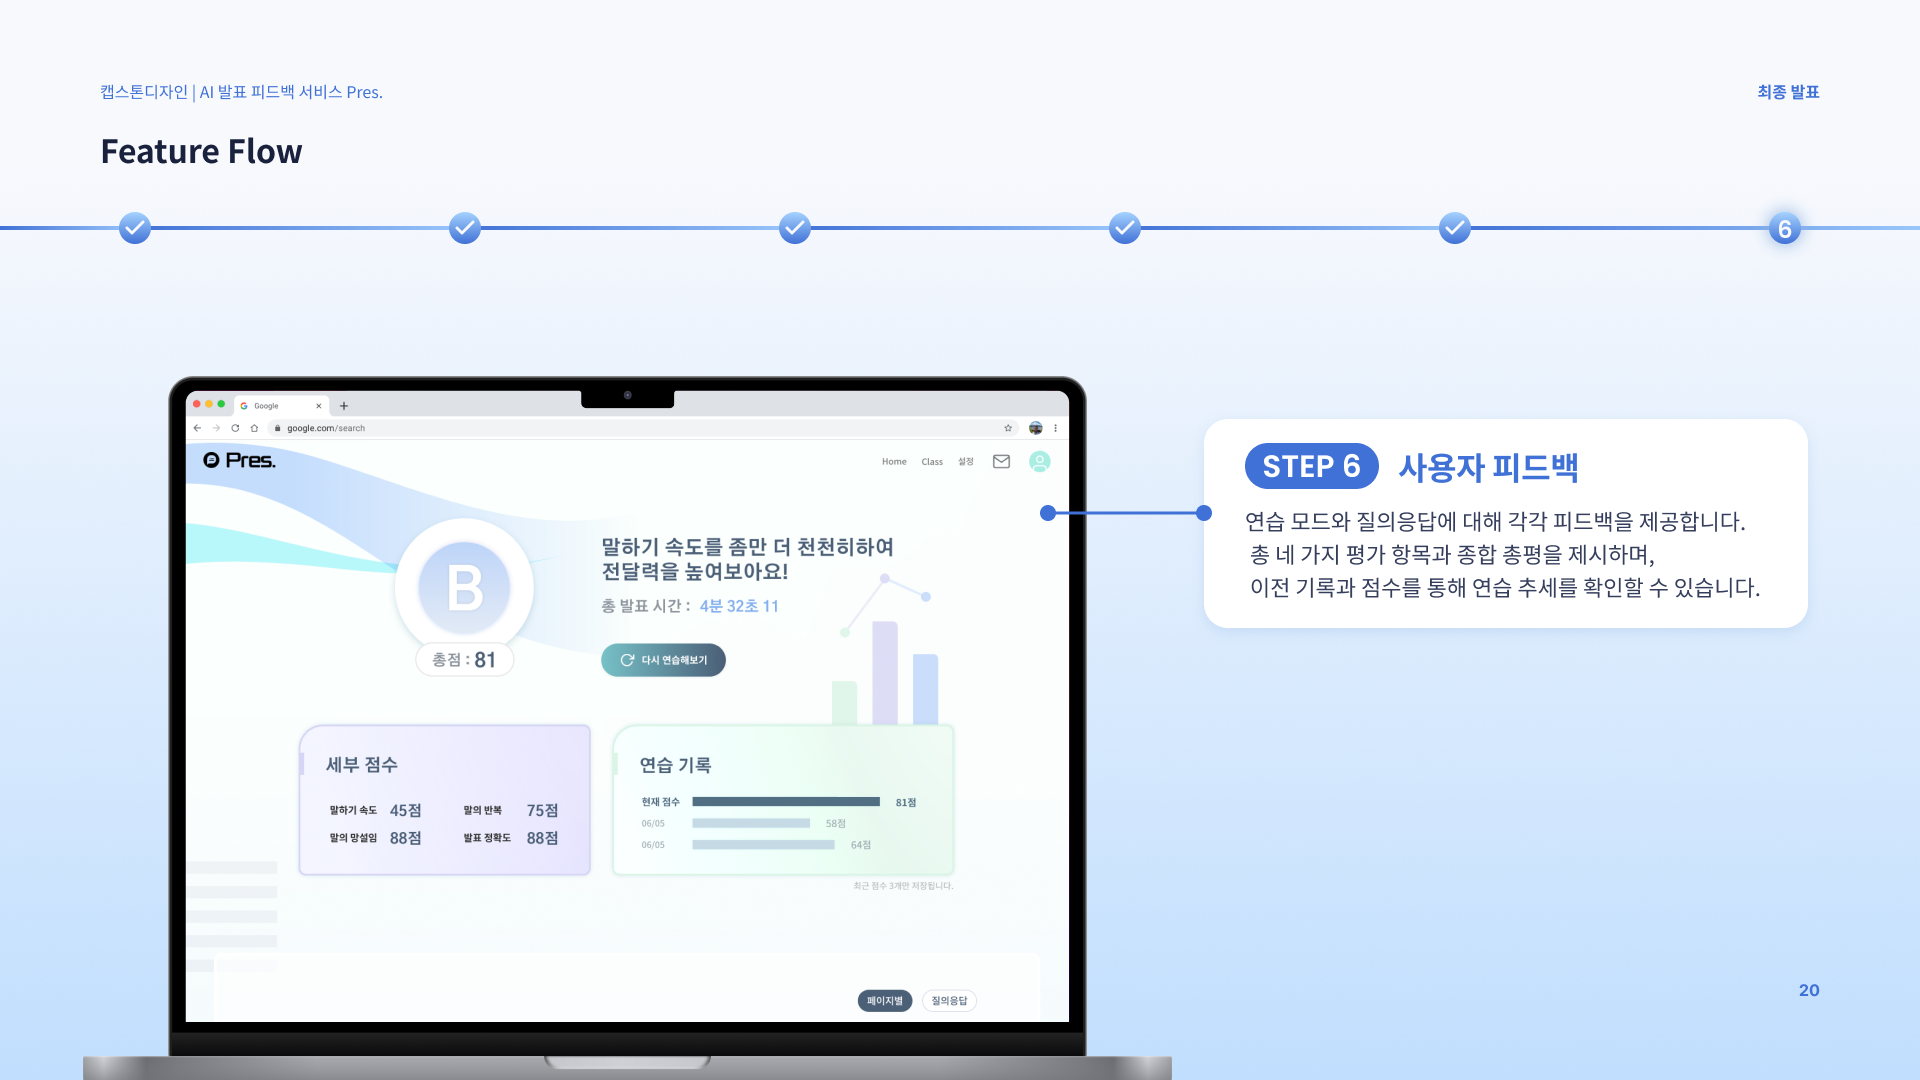 캡스톤디자인 | AI 발표 피드백 서비스 Pres.
최종 발표
Feature Flow
6
Google
google.com/search
Pres.
Home Class 설정
B
총점 : 81
말하기 속도를 좀만 더 천천히하여
전달력을 높여보아요!
총 발표 시간 : 4분 32초 11
다시 연습해보기
세부 점수
말하기 속도 45점 말의 반복 75점
말의 망설임 88점 발표 정확도 88점
연습 기록
현재 점수 81점
06/05 58점
06/05 64점
최근 점수 3개만 저장됩니다.
페이지별 질의응답
STEP 6 사용자 피드백
연습 모드와 질의응답에 대해 각각 피드백을 제공합니다.
총 네 가지 평가 항목과 종합 총평을 제시하며,
이전 기록과 점수를 통해 연습 추세를 확인할 수 있습니다.
20